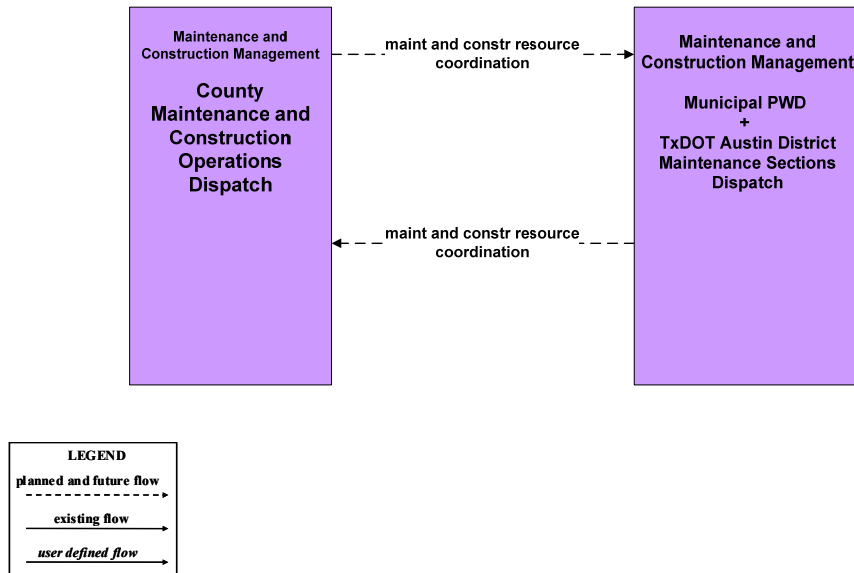 Maintenance and
Construction Management
County
Maintenance and
Construction
Operations
Dispatch
maint and constr resource
coordination
Maintenance and
Construction Management
Municipal PWD
+
TxDOT Austin District
Maintenance Sections
Dispatch
maint and constr resource
coordination
LEGEND
planned and future flow
existing flow
user defined flow